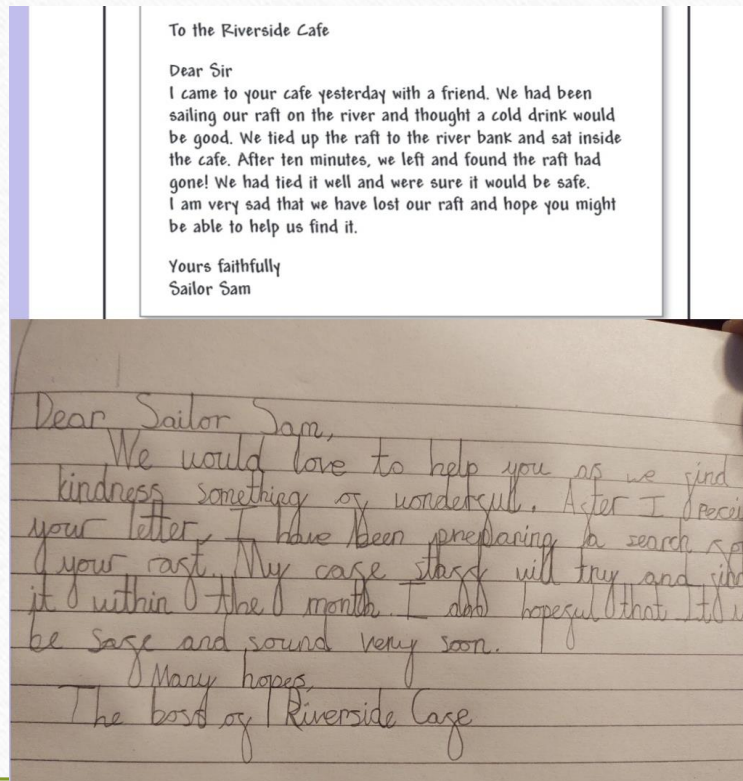 To the Riverside Cafe
Dear Sir
I came to your cafe yesterday with a friend. We had been
sailing our raft on the river and thought a cold drink would
be good. We tied up the raft to the river bank and sat inside
the cafe. After ten minutes, we left and found the raft had
gone! We had tied it well and were sure it would be safe.
I am very sad that we have lost our raft and hope you might
be able to help us find it.
Yours faithfully
Sailor Sam
Dear Sailor Sam,
We would love to help you as we find
kindness something of wonderful. After I
your letter, I have been preparing a search
your raft. My cafe staff will try and
it within the month. I hopeful that
be safe and sound very soon.
Many hopes,
The boss of Riverside Cafe